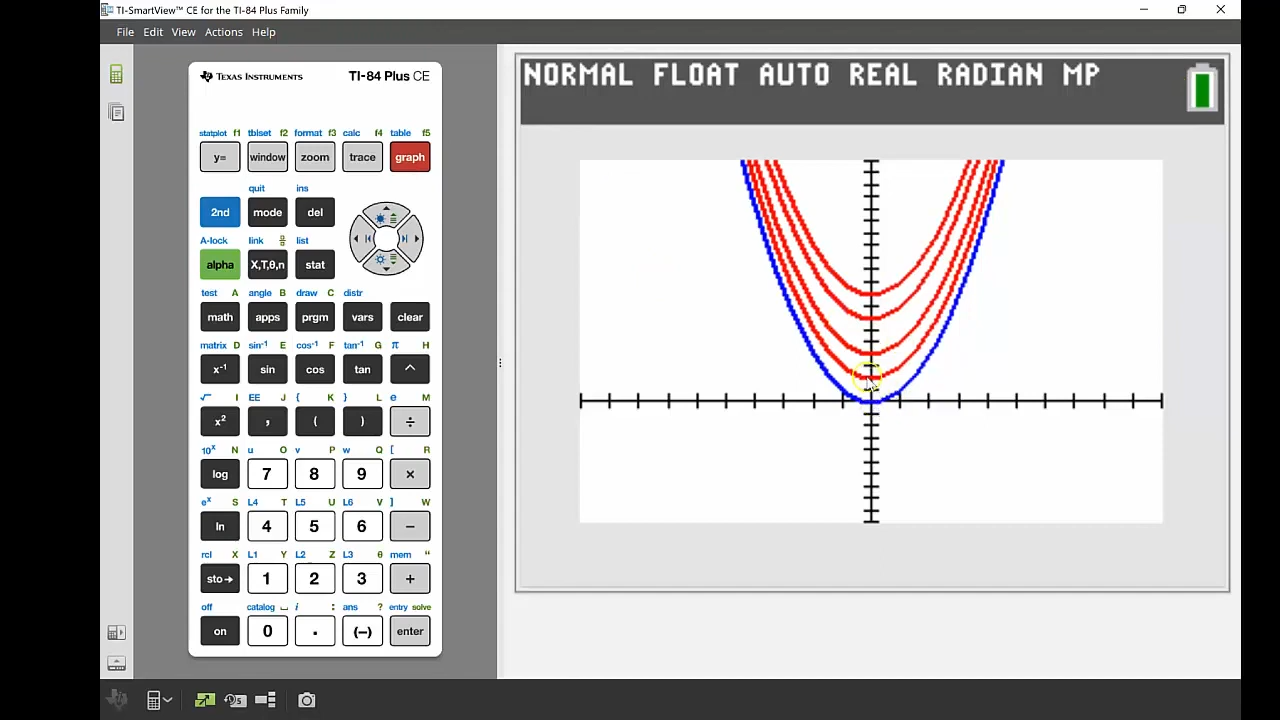 TI-SmartView™ CE for the TI-84 Plus Family
File Edit View Actions Help
TEXAS INSTRUMENTS TI-84 Plus CE
statplot f1 tblset f2 format f3 calc f4 table f5
y= window zoom trace graph
quit ins
2nd mode del
A-lock link list
alpha X,T,θ,n stat
test A angle B draw C distr
math apps prgm vars clear
matrix D sin⁻¹ E cos⁻¹ F tan⁻¹ G π H
x⁻¹ sin cos tan ^
√ I EE J { K } L e M
x² , ( ) ÷
10ˣ N u O v P w Q [ R
log 7 8 9 ×
eˣ S L4 T L5 U L6 V ] W
ln 4 5 6 −
rcl X L1 Y L2 Z L3 θ mem "
sto→ 1 2 3 +
off catalog i : ans ? entry solve
on 0 . (–) enter
NORMAL FLOAT AUTO REAL RADIAN MP